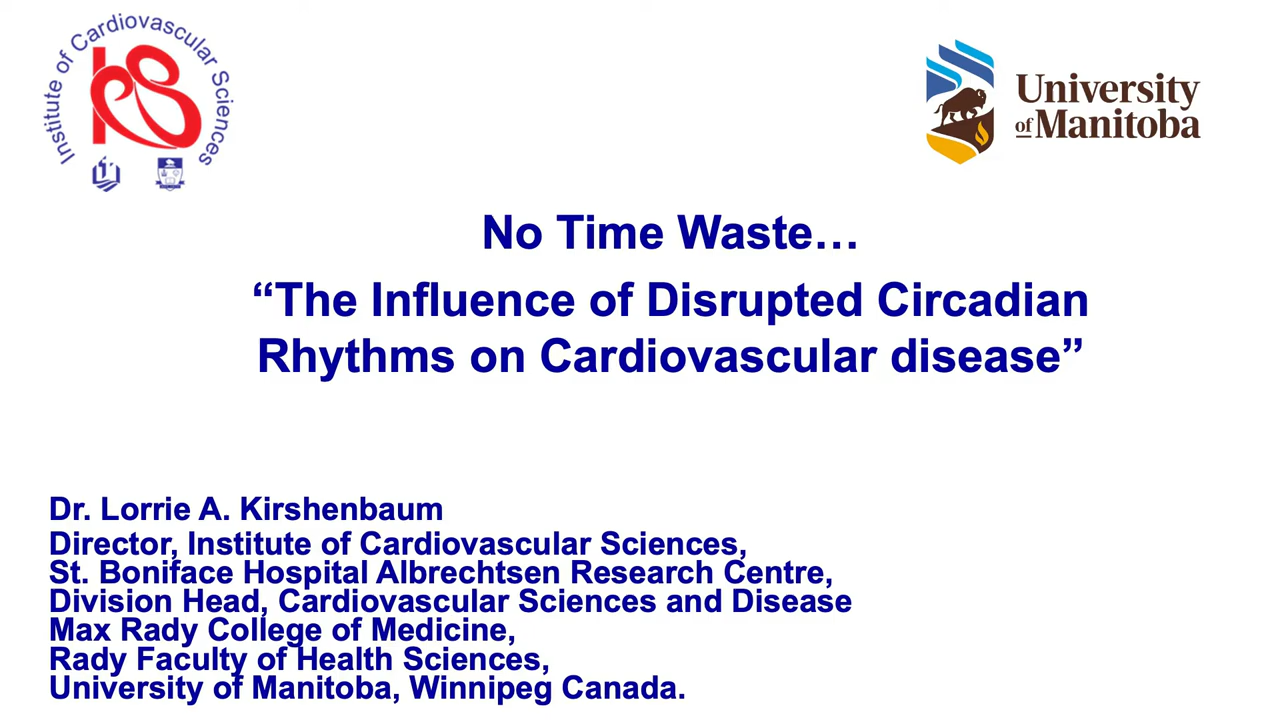 Institute of Cardiovascular Sciences
University
of Manitoba
No Time Waste…
“The Influence of Disrupted Circadian
Rhythms on Cardiovascular disease”
Dr. Lorrie A. Kirshenbaum
Director, Institute of Cardiovascular Sciences,
St. Boniface Hospital Albrechtsen Research Centre,
Division Head, Cardiovascular Sciences and Disease
Max Rady College of Medicine,
Rady Faculty of Health Sciences,
University of Manitoba, Winnipeg Canada.